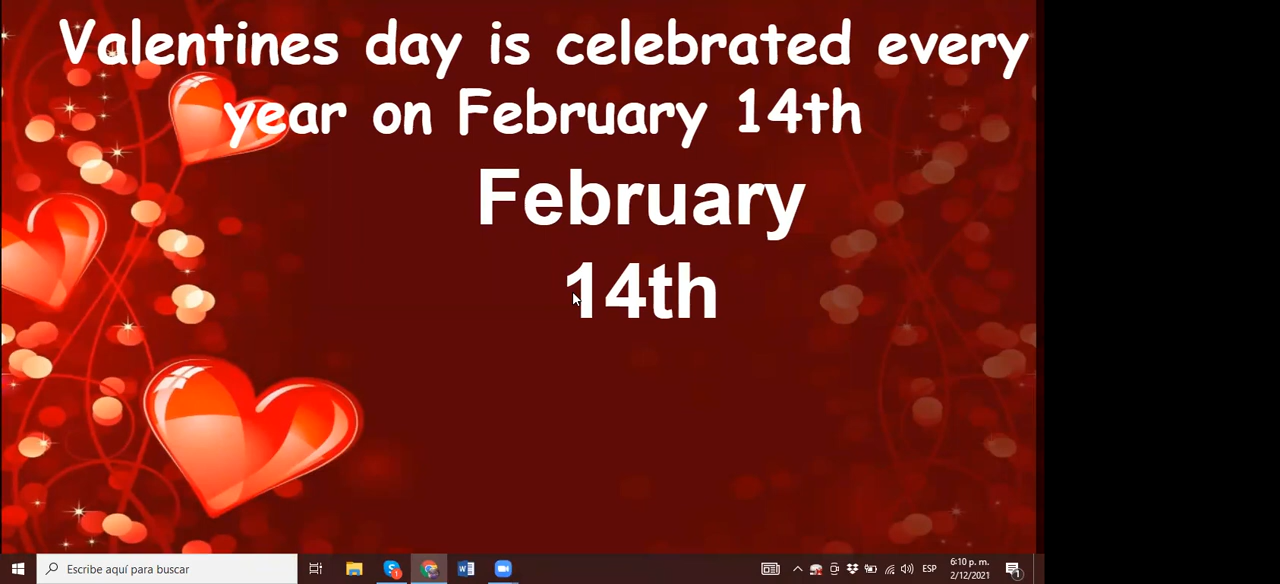 Valentines day is celebrated every
year on February 14th
February
14th
Escribe aquí para buscar
ESP
6:10 p. m.
2/12/2021
1